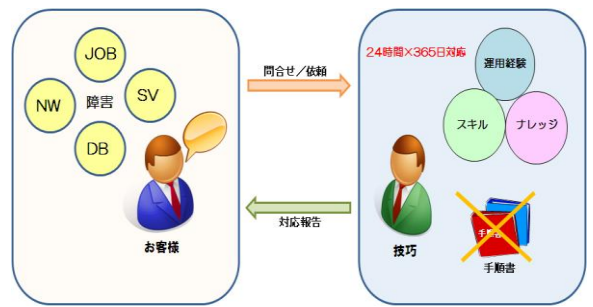 JOB
NW
障害
SV
DB
お客様
問合せ／依頼
対応報告
24時間×365日対応
運用経験
スキル
ナレッジ
技巧
手順書
手順書